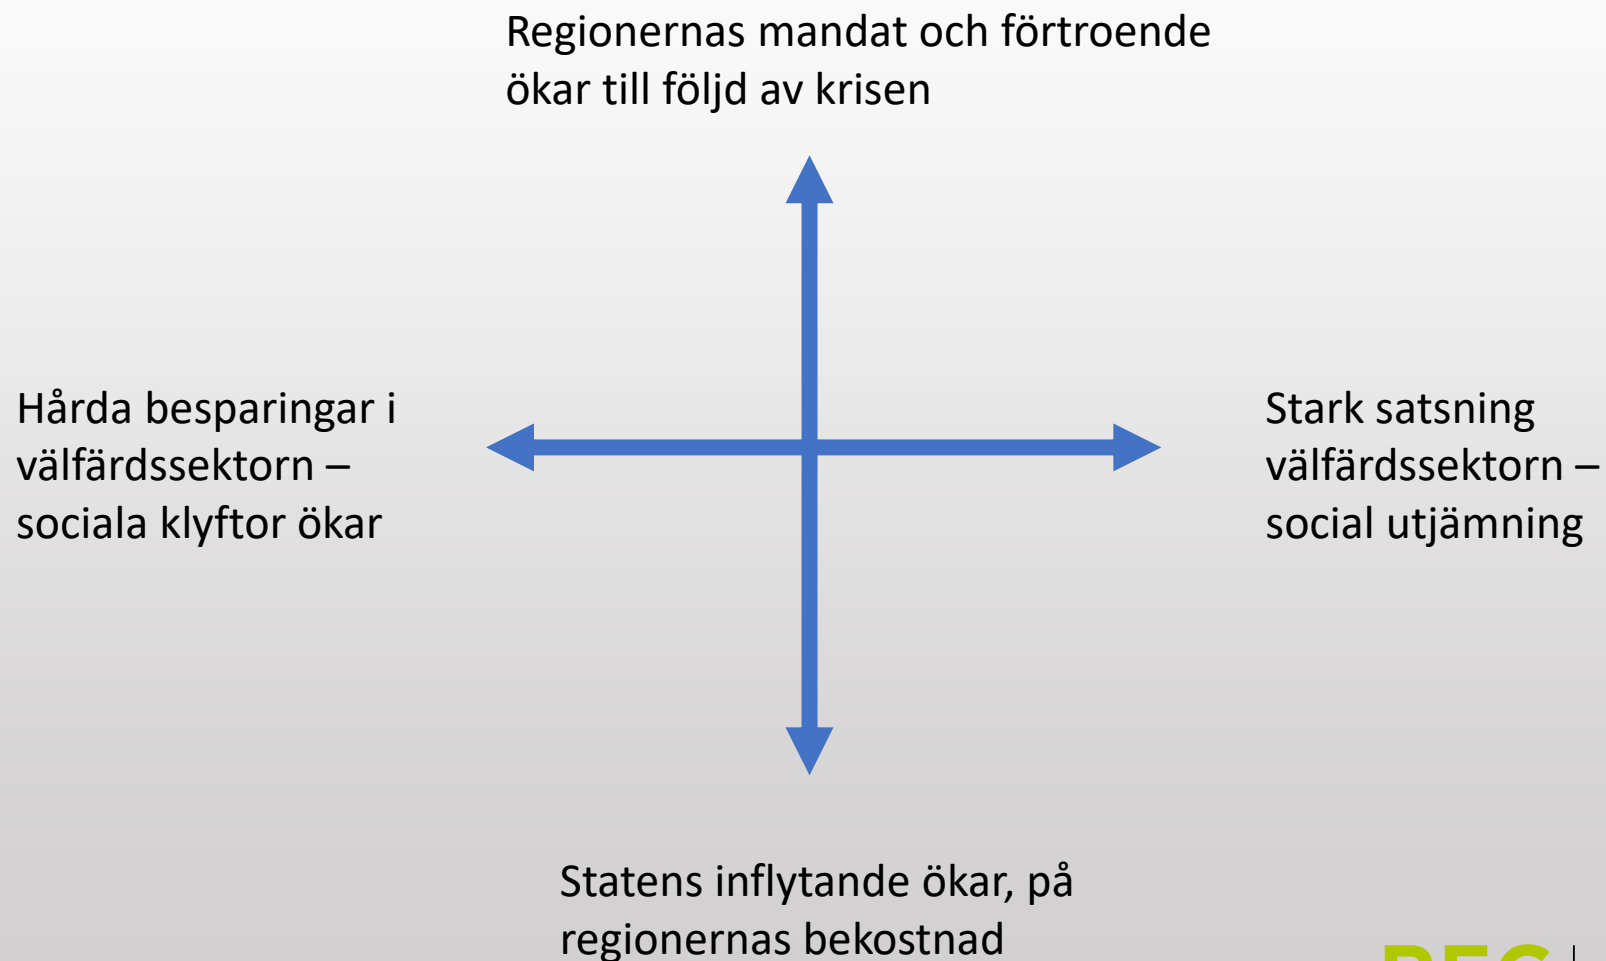 Regionernas mandat och förtroende
ökar till följd av krisen
Hårda besparingar i
välfärdssektorn –
sociala klyftor ökar
Stark satsning
välfärdssektorn –
social utjämning
Statens inflytande ökar, på
regionernas bekostnad